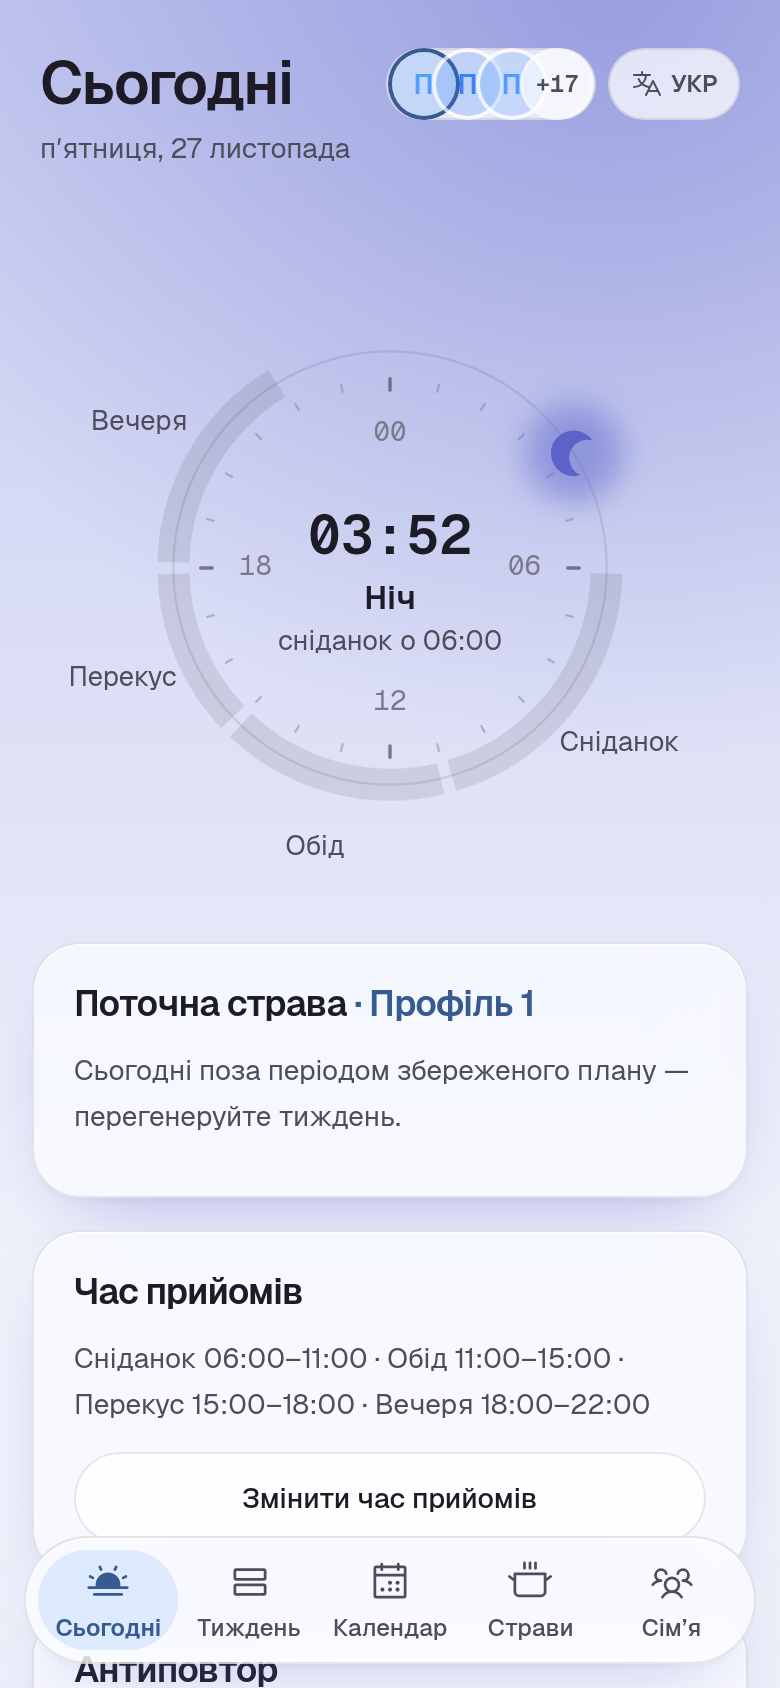 Сьогодні
П П П +17
УКР
п'ятниця, 27 листопада
Вечеря
00
03:52
18
06
Ніч
сніданок о 06:00
Перекус
12
Сніданок
Обід
Поточна страва · Профіль 1
Сьогодні поза періодом збереженого плану —
перегенеруйте тиждень.
Час прийомів
Сніданок 06:00–11:00 · Обід 11:00–15:00 ·
Перекус 15:00–18:00 · Вечеря 18:00–22:00
Змінити час прийомів
Сьогодні Тиждень Календар Страви Сім'я
Антиповтор